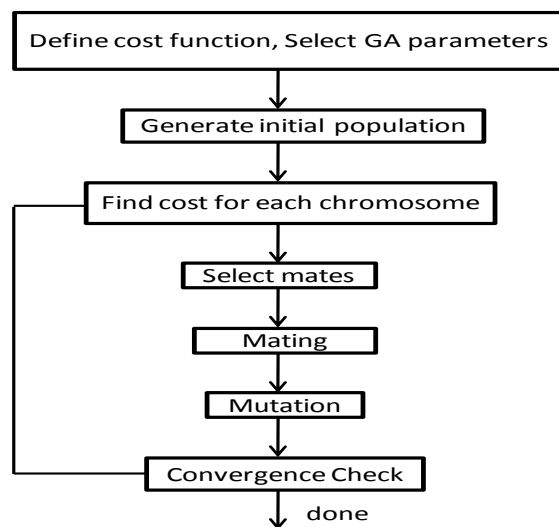 Define cost function, Select GA parameters
Generate initial population
Find cost for each chromosome
Select mates
Mating
Mutation
Convergence Check
done